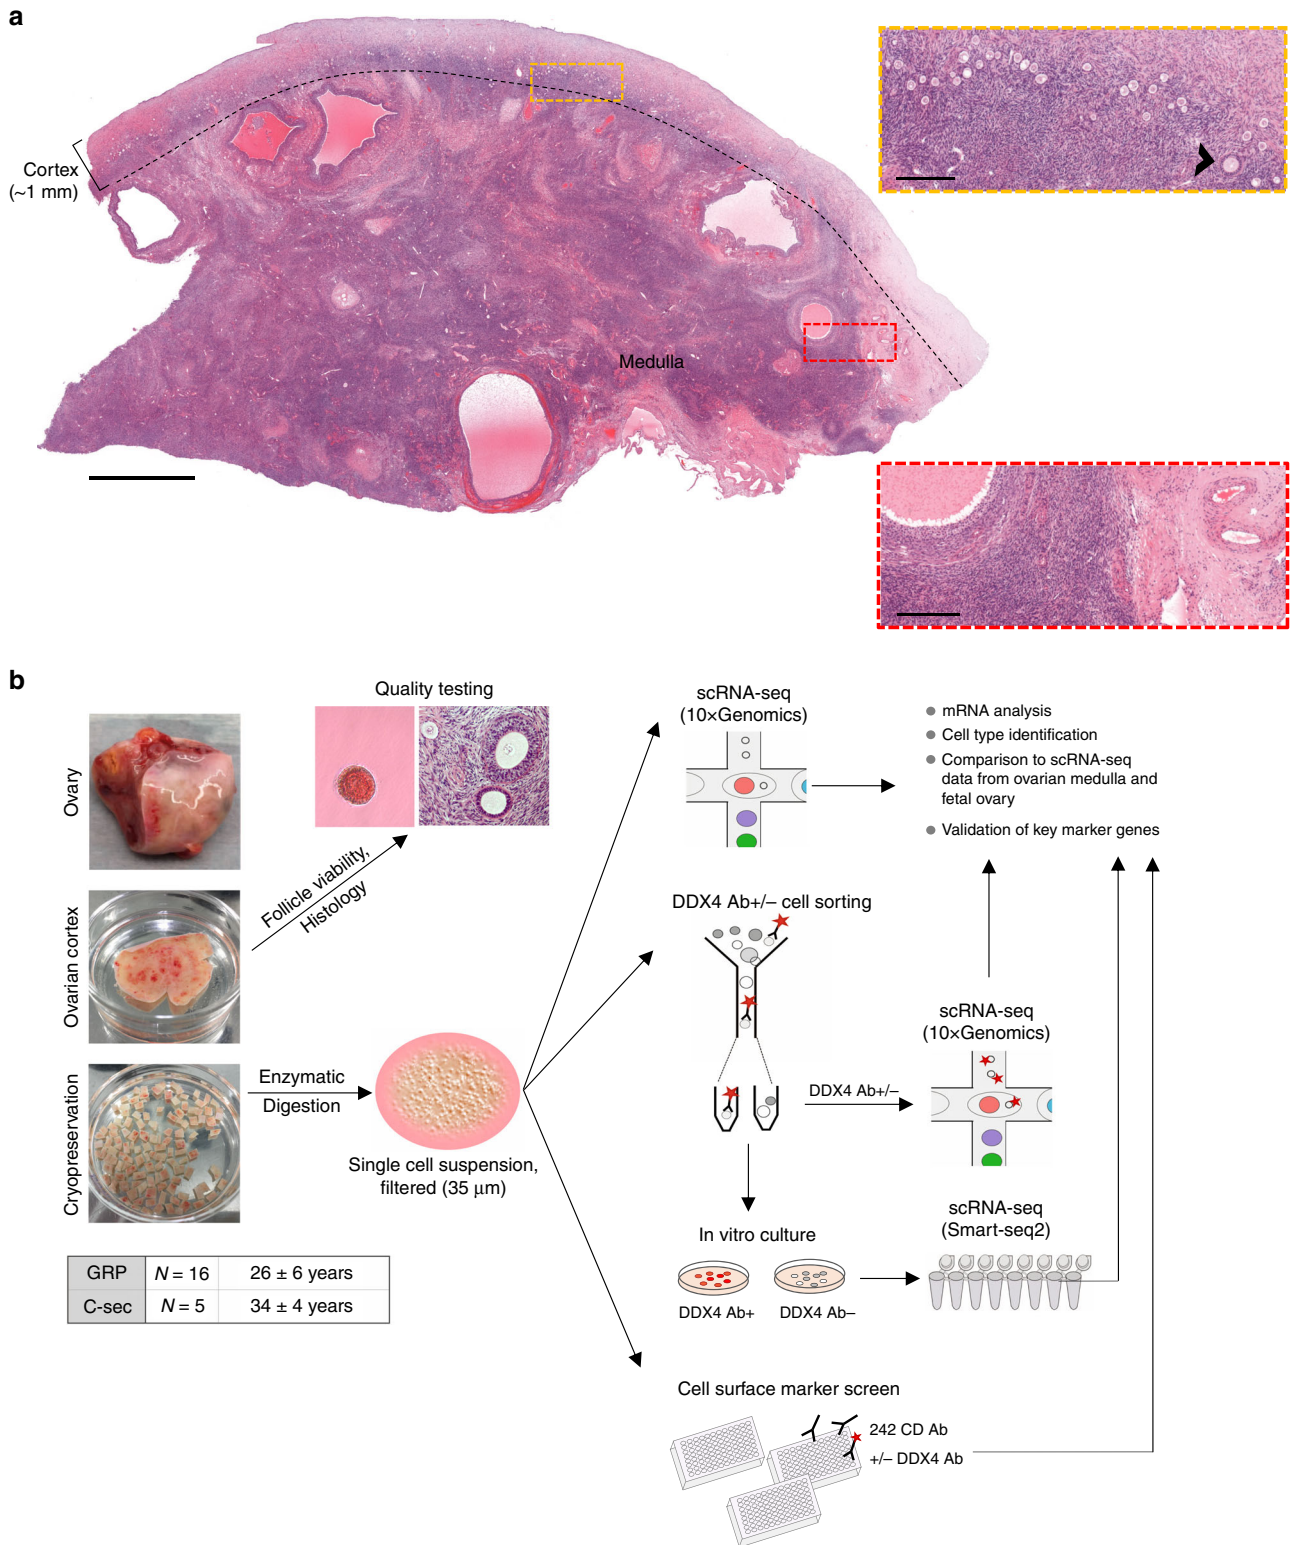 a
Cortex
(~1 mm)
Medulla
b
Quality testing
Ovary
Ovarian cortex
Cryopreservation
Follicle viability,
Histology
Enzymatic
Digestion
Single cell suspension,
filtered (35 μm)
GRP N = 16 26 ± 6 years
C-sec N = 5 34 ± 4 years
scRNA-seq
(10×Genomics)
mRNA analysis
Cell type identification
Comparison to scRNA-seq
data from ovarian medulla and
fetal ovary
Validation of key marker genes
DDX4 Ab+/– cell sorting
DDX4 Ab+/–
scRNA-seq
(10×Genomics)
In vitro culture
DDX4 Ab+
DDX4 Ab–
scRNA-seq
(Smart-seq2)
Cell surface marker screen
242 CD Ab
+/– DDX4 Ab